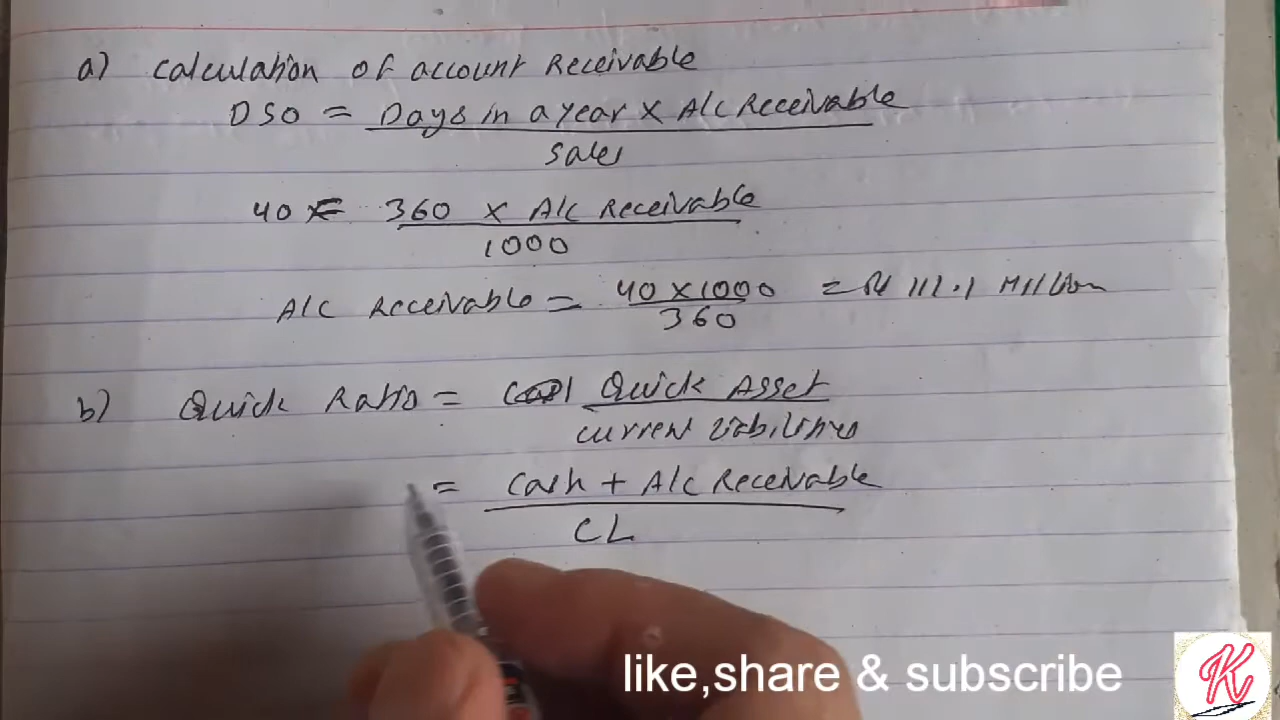 a) Calculation of account Receivable
DSO = Days in a year X A/C Receivable
Sales
40 = 360 X A/C Receivable
1000
A/C Receivable = 40 X 1000 = Rs 111.1 Million
360
b) Quick Ratio = Quick Asset
Current Liabilities
= Cash + A/C Receivable
CL
like,share & subscribe
K